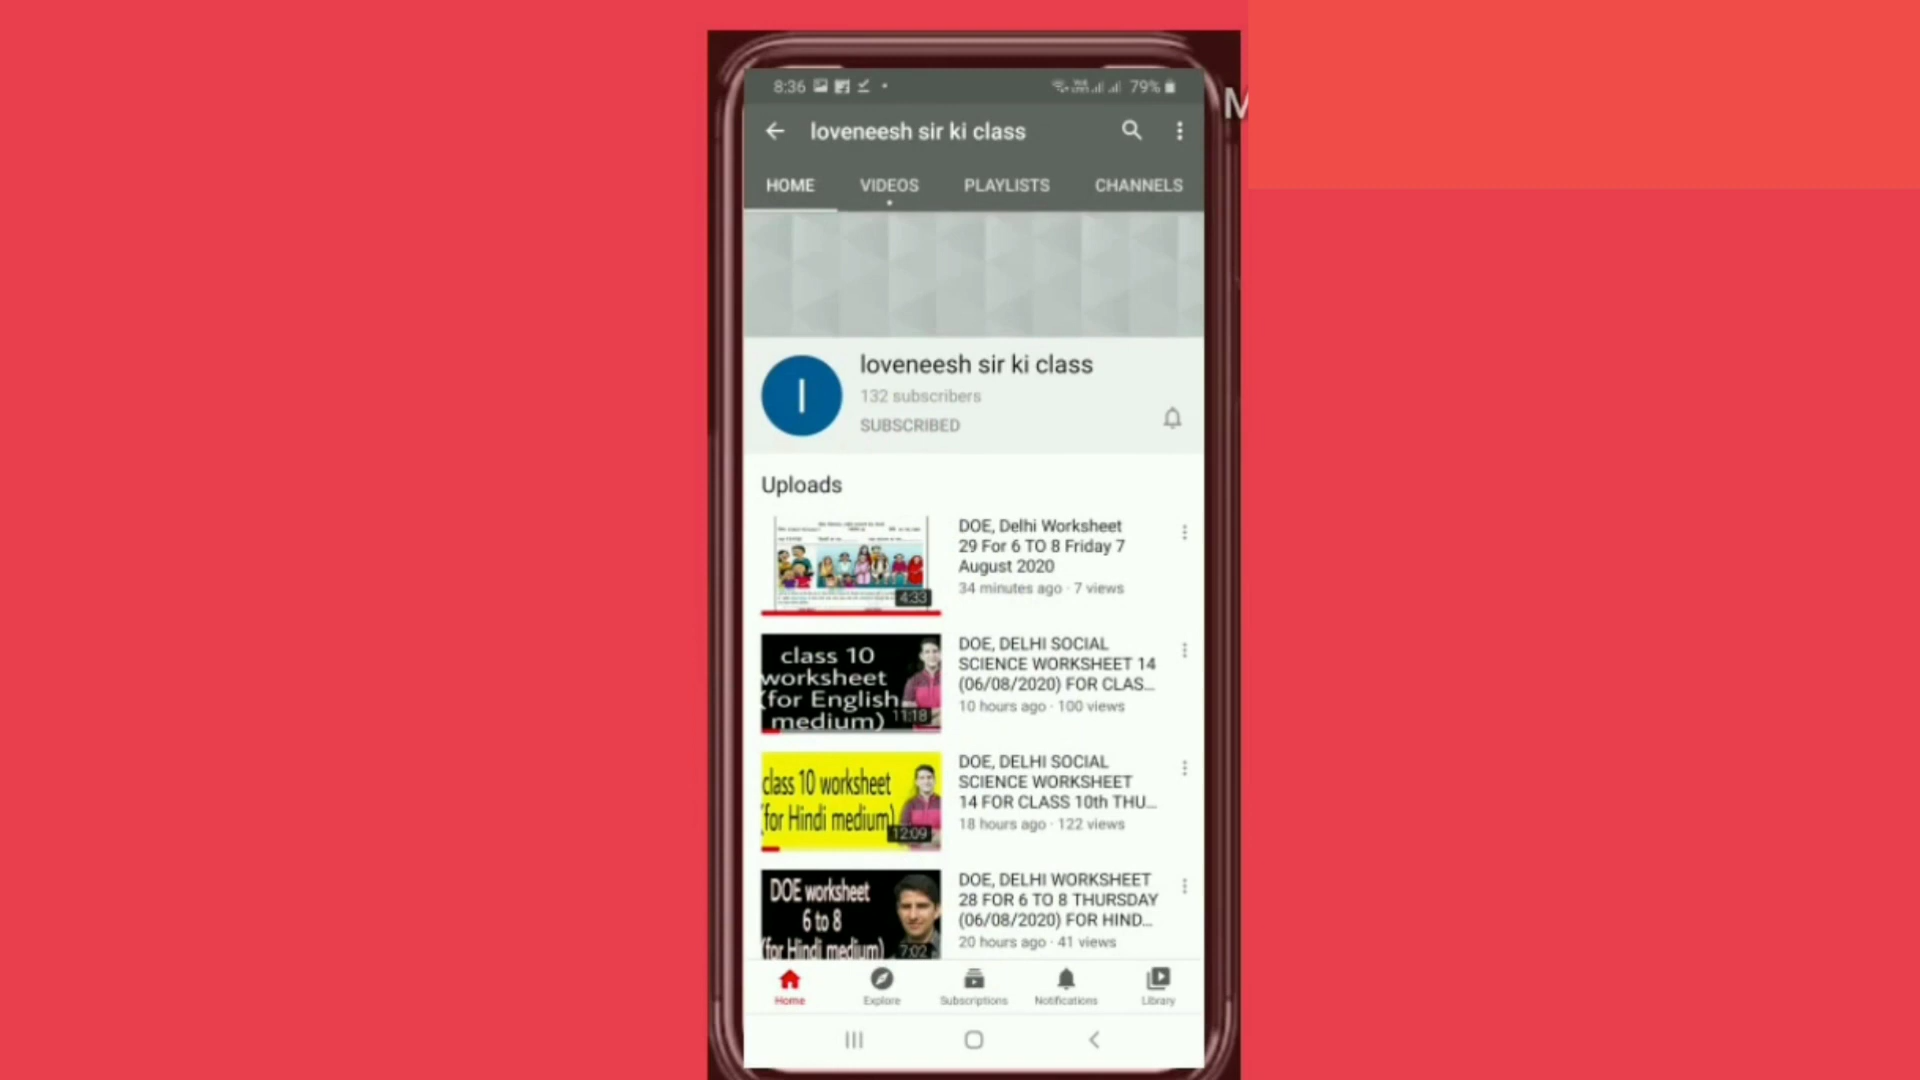 8:36
79%
M
loveneesh sir ki class
HOME VIDEOS PLAYLISTS CHANNELS
l
loveneesh sir ki class
132 subscribers
SUBSCRIBED
Uploads
4:33
DOE, Delhi Worksheet
29 For 6 TO 8 Friday 7
August 2020
34 minutes ago · 7 views
class 10
worksheet
(for English
medium)
11:18
DOE, DELHI SOCIAL
SCIENCE WORKSHEET 14
(06/08/2020) FOR CLAS...
10 hours ago · 100 views
class 10 worksheet
(for Hindi medium)
12:09
DOE, DELHI SOCIAL
SCIENCE WORKSHEET
14 FOR CLASS 10th THU...
18 hours ago · 122 views
DOE worksheet
6 to 8
(for Hindi medium)
7:02
DOE, DELHI WORKSHEET
28 FOR 6 TO 8 THURSDAY
(06/08/2020) FOR HIND...
20 hours ago · 41 views
Home Explore Subscriptions Notifications Library